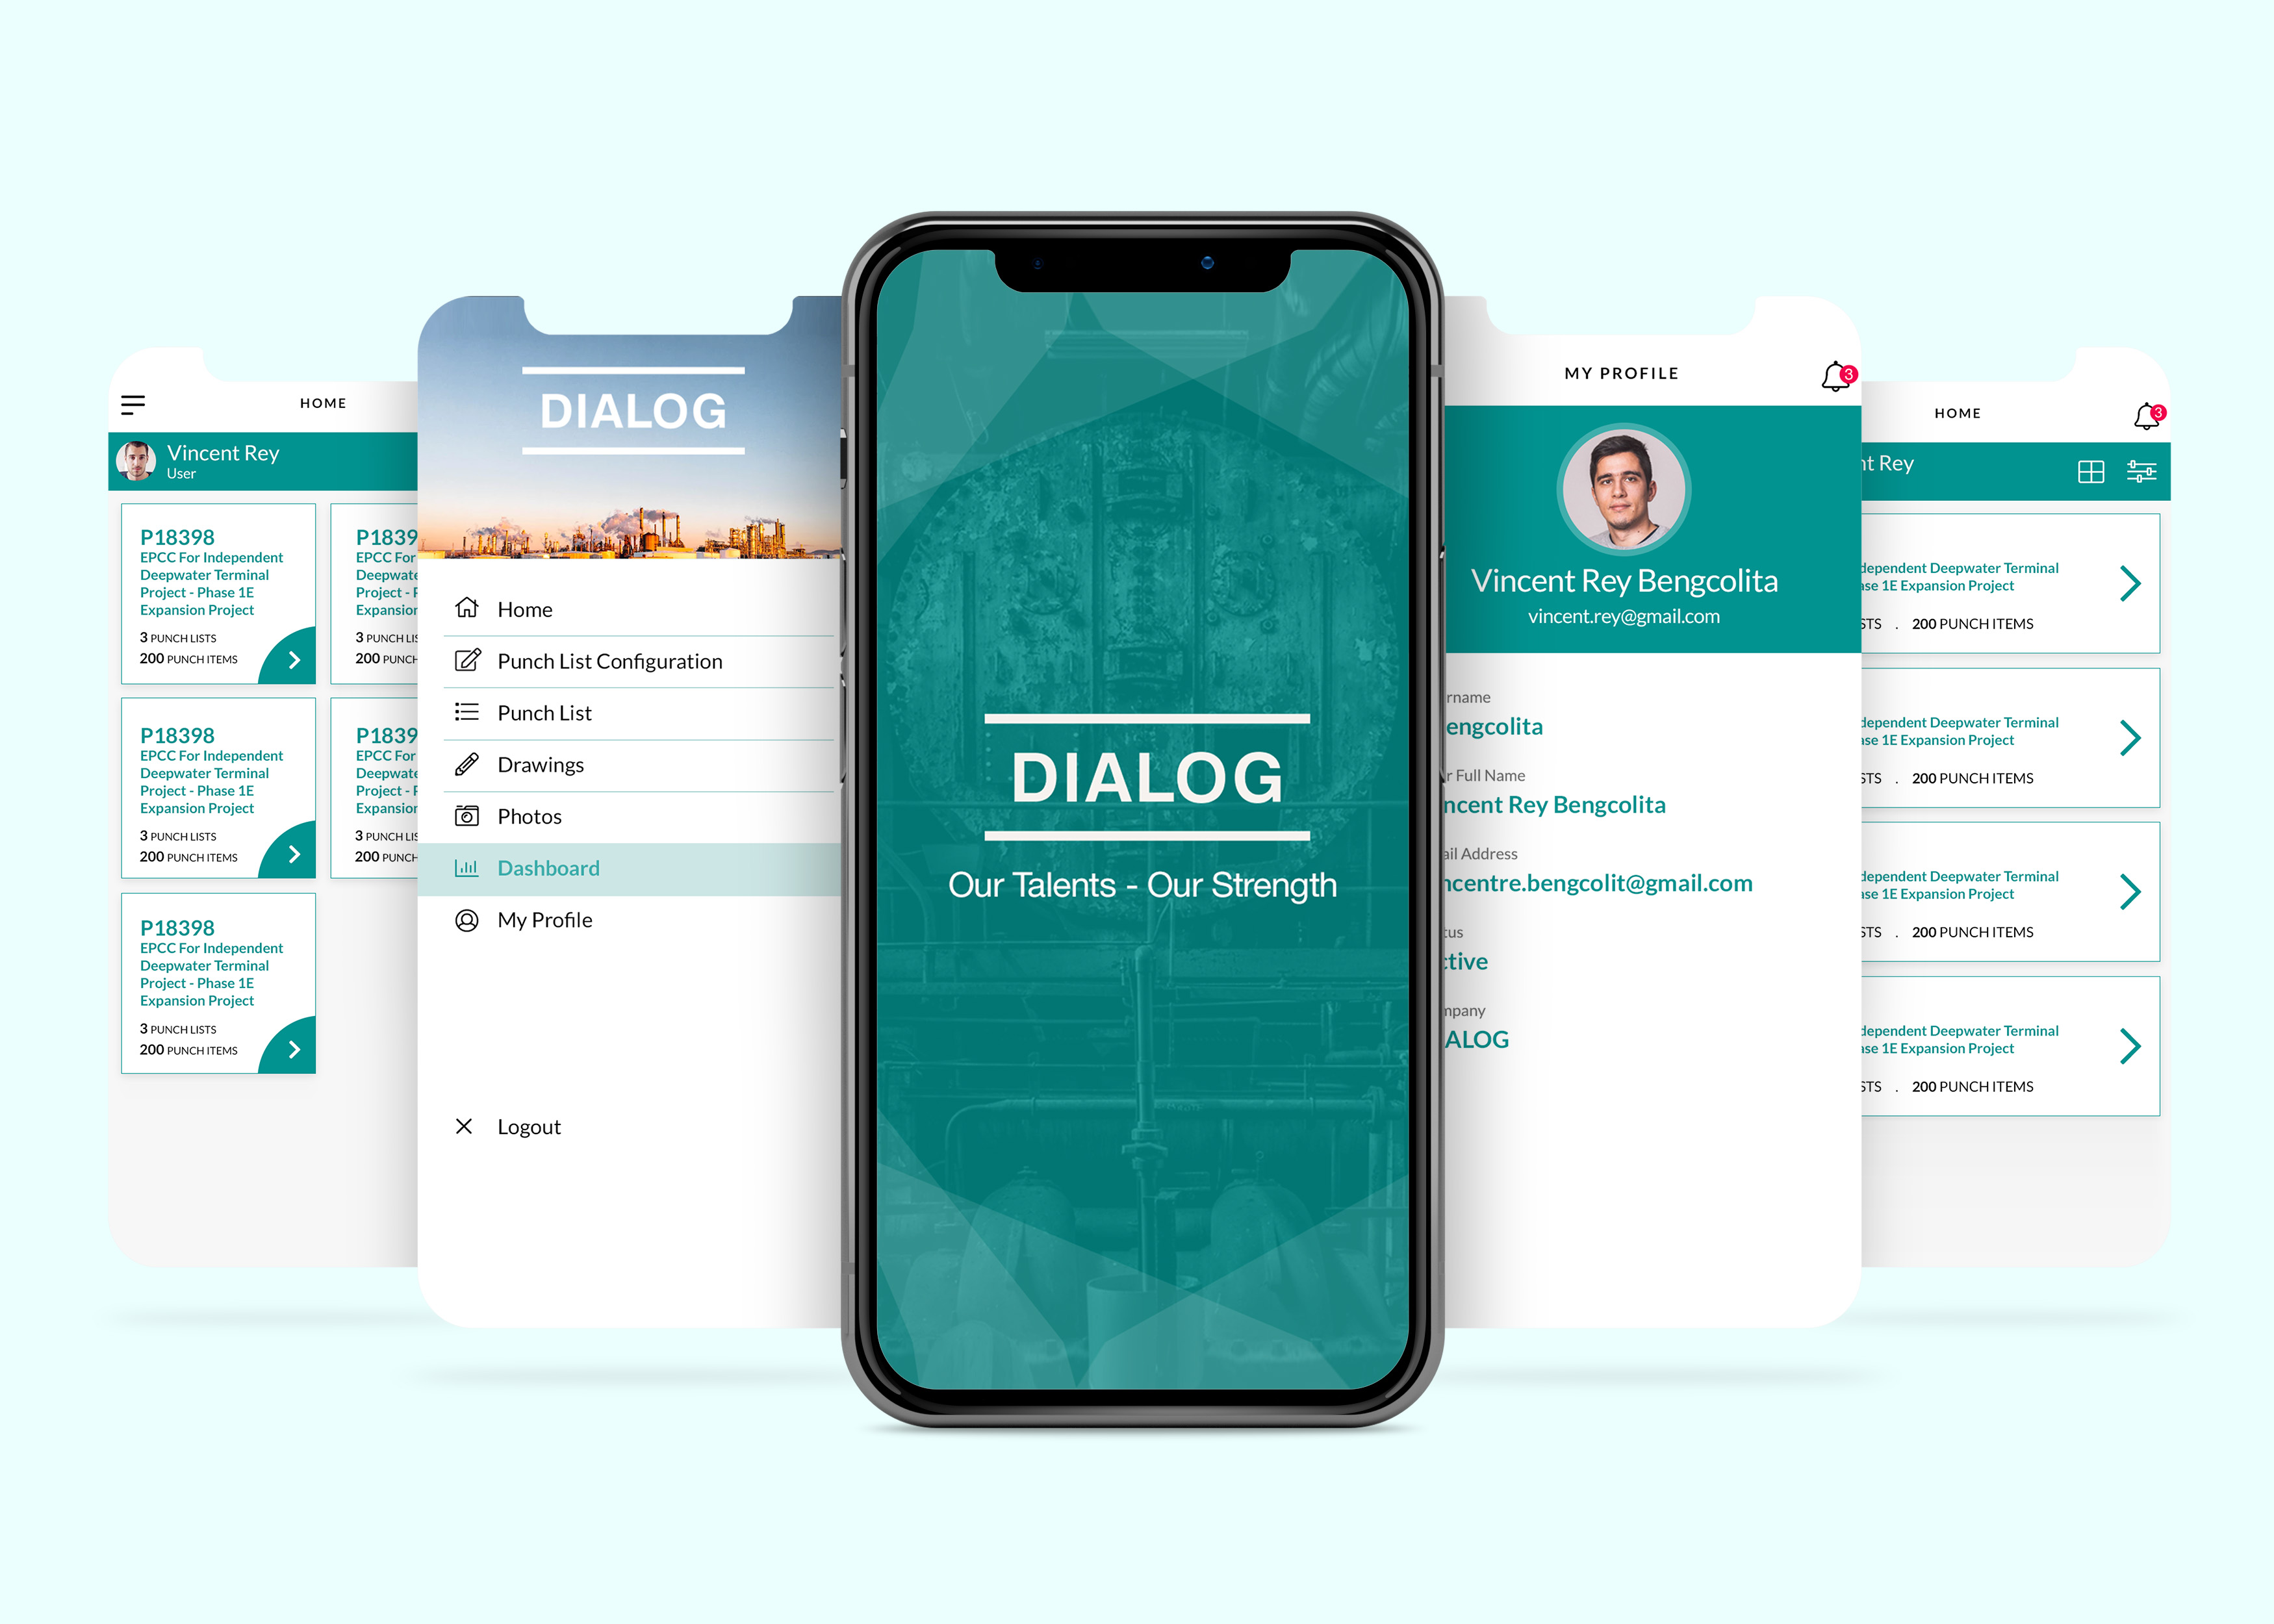 HOME
Vincent Rey
User
P18398
EPCC For Independent
Deepwater Terminal
Project - Phase 1E
Expansion Project
3 PUNCH LISTS
200 PUNCH ITEMS
P18398
EPCC For Independent
Deepwater Terminal
Project - Phase 1E
Expansion Project
3 PUNCH LISTS
200 PUNCH ITEMS
P18398
EPCC For Independent
Deepwater Terminal
Project - Phase 1E
Expansion Project
3 PUNCH LISTS
200 PUNCH ITEMS
P1839
EPCC For
Deepwate
Project - P
Expansion
3 PUNCH LIS
200 PUNCH
P1839
EPCC For
Deepwate
Project - P
Expansion
3 PUNCH LIS
200 PUNCH
DIALOG
Home
Punch List Configuration
Punch List
Drawings
Photos
Dashboard
My Profile
Logout
DIALOG
Our Talents - Our Strength
MY PROFILE
3
Vincent Rey Bengcolita
vincent.rey@gmail.com
rname
engcolita
r Full Name
ncent Rey Bengcolita
ail Address
ncentre.bengcolit@gmail.com
tus
ctive
mpany
ALOG
HOME
3
nt Rey
dependent Deepwater Terminal
ase 1E Expansion Project
STS . 200 PUNCH ITEMS
dependent Deepwater Terminal
ase 1E Expansion Project
STS . 200 PUNCH ITEMS
dependent Deepwater Terminal
ase 1E Expansion Project
STS . 200 PUNCH ITEMS
dependent Deepwater Terminal
ase 1E Expansion Project
STS . 200 PUNCH ITEMS